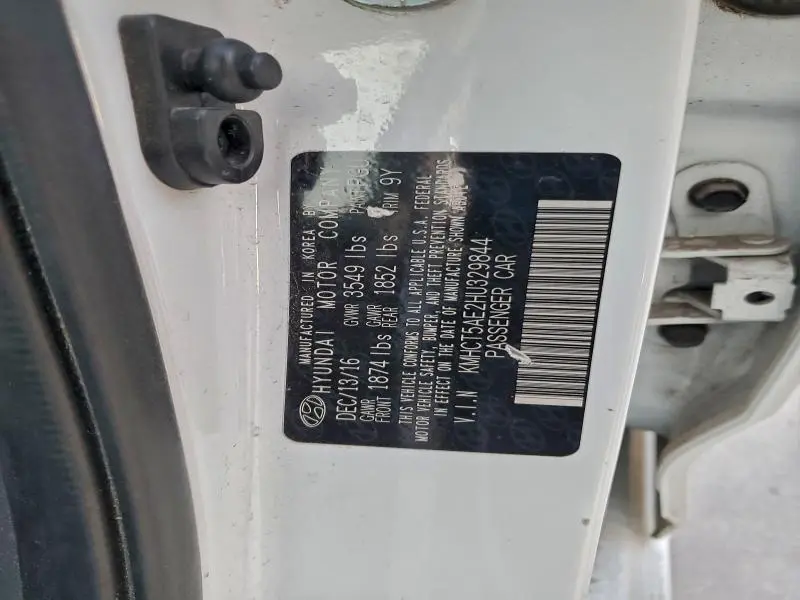 MANUFACTURED IN KOREA BY
HYUNDAI MOTOR COMPANY
DEC/13/16 GVWR 3549 lbs
GAWR FRONT 1874 lbs GAWR REAR 1852 lbs 9Y
THIS VEHICLE CONFORMS TO ALL APPLICABLE U.S.A. FEDERAL
MOTOR VEHICLE SAFETY, BUMPER, AND THEFT PREVENTION STANDARDS
IN EFFECT ON THE DATE OF MANUFACTURE SHOWN ABOVE
V.I.N KMHCT5AE2HU329844
PASSENGER CAR